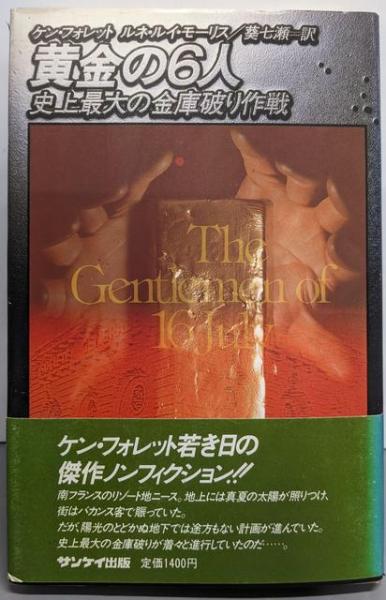 ケン・フォレット ルネ・ルイ・モーリス/葵七瀬=訳
黄金の6人
史上最大の金庫破り作戦
The
Gentlemen of
16 July
ケン・フォレット若き日の
傑作ノンフィクション!!
南フランスのリゾート地ニース。地上には真夏の太陽が照りつけ、
街はバカンス客で賑っていた。
だが、陽光のとどかぬ地下では途方もない計画が進んでいた。
史上最大の金庫破りが着々と進行していたのだ……。
サンケイ出版 定価1400円